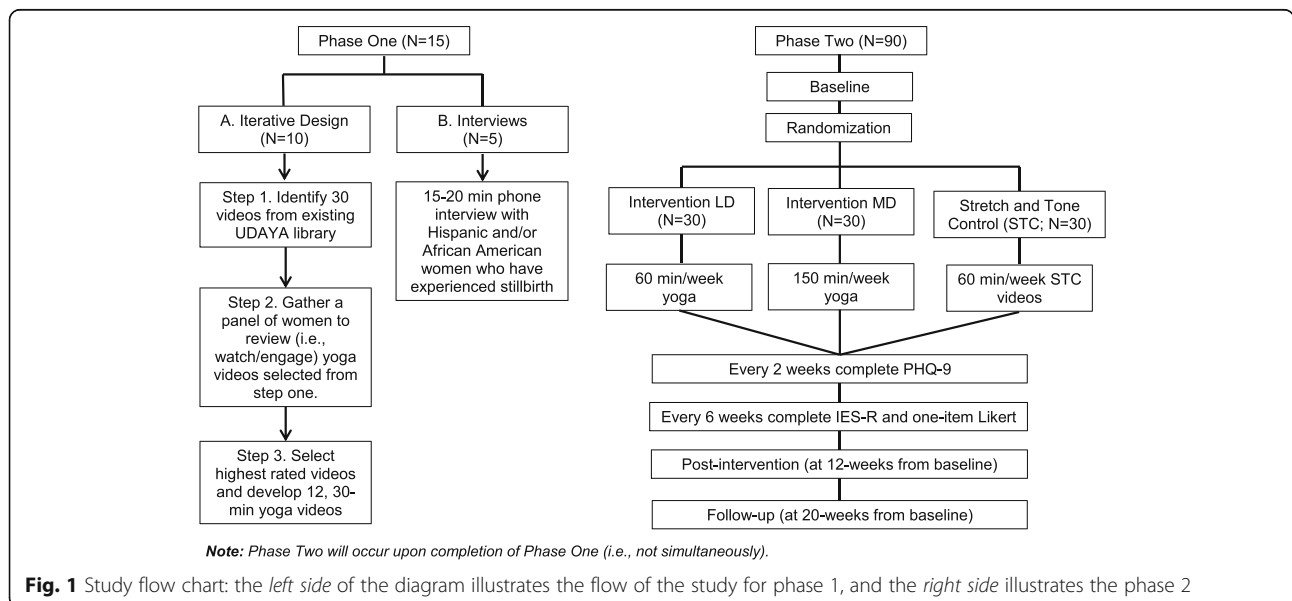 Phase One (N=15)
A. Iterative Design
(N=10)
B. Interviews
(N=5)
Step 1. Identify 30
videos from existing
UDAYA library
15-20 min phone
interview with
Hispanic and/or
African American
women who have
experienced stillbirth
Step 2. Gather a
panel of women to
review (i.e.,
watch/engage) yoga
videos selected from
step one.
Step 3. Select
highest rated videos
and develop 12, 30-
min yoga videos
Phase Two (N=90)
Baseline
Randomization
Intervention LD
(N=30)
Intervention MD
(N=30)
Stretch and Tone
Control (STC; N=30)
60 min/week
yoga
150 min/week
yoga
60 min/week STC
videos
Every 2 weeks complete PHQ-9
Every 6 weeks complete IES-R and one-item Likert
Post-intervention (at 12-weeks from baseline)
Follow-up (at 20-weeks from baseline)
Note: Phase Two will occur upon completion of Phase One (i.e., not simultaneously).
Fig. 1 Study flow chart: the left side of the diagram illustrates the flow of the study for phase 1, and the right side illustrates the phase 2